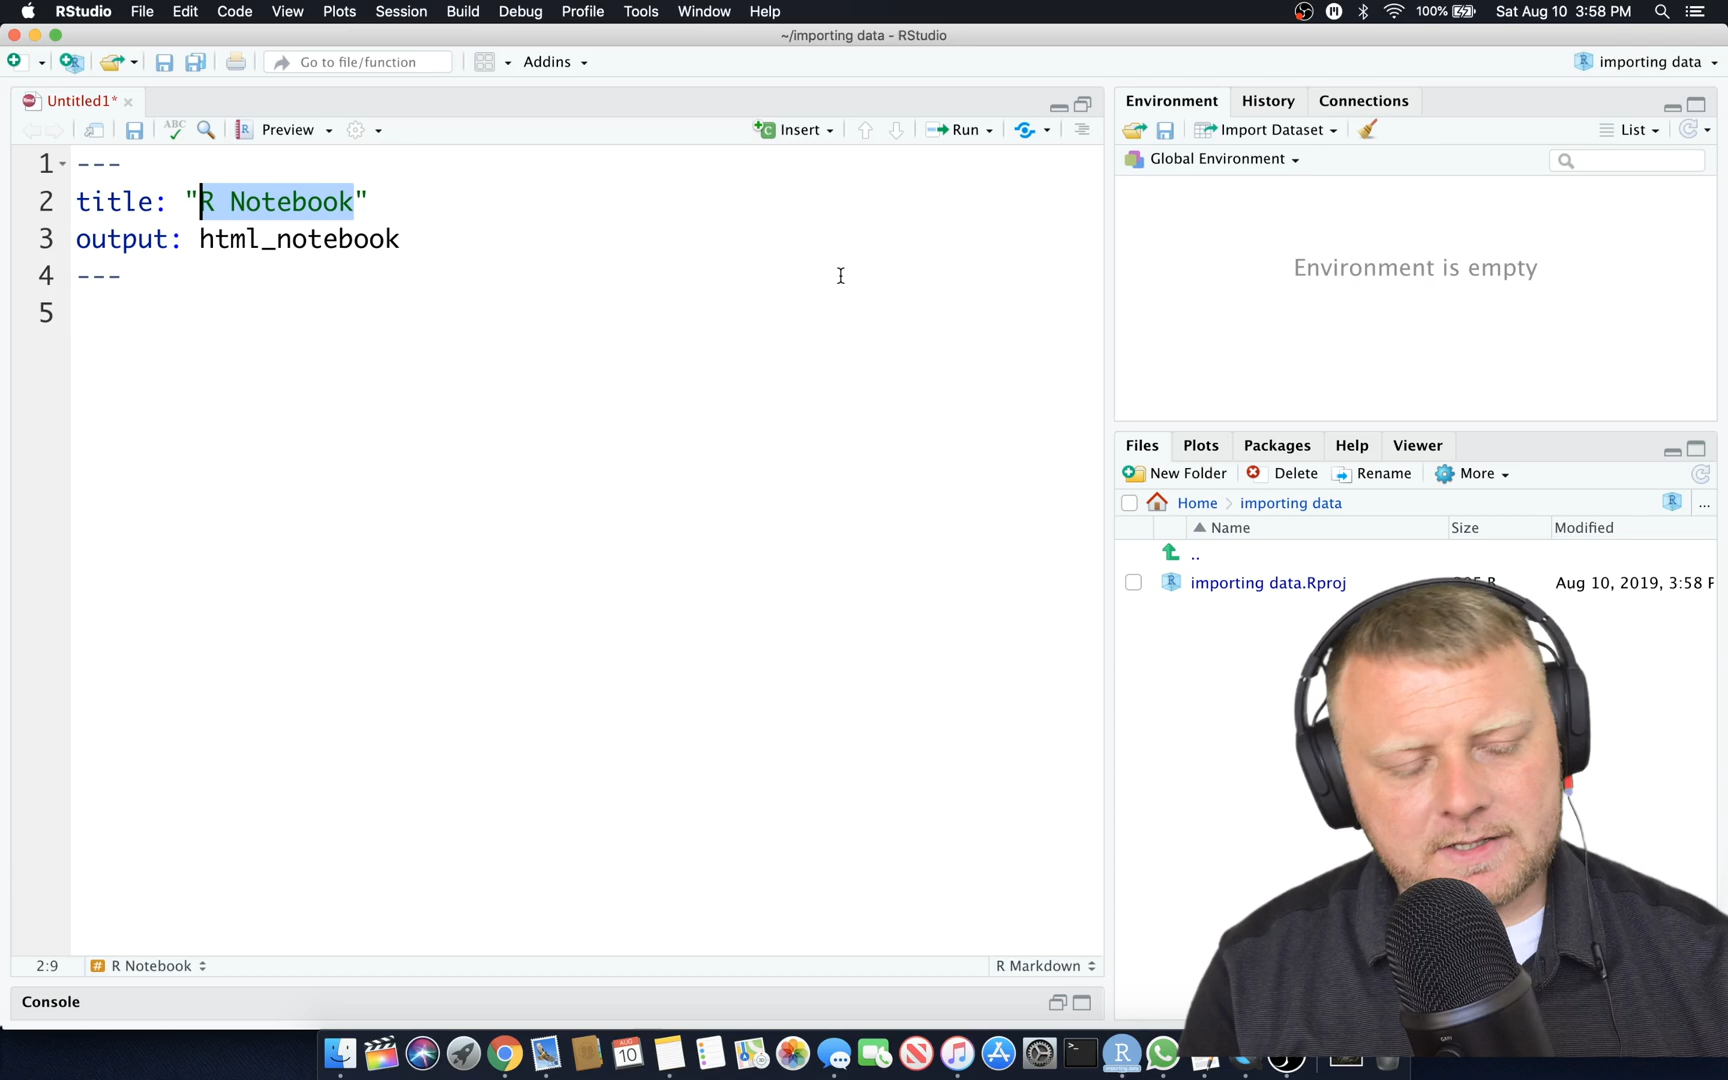 RStudio File Edit Code View Plots Session Build Debug Profile Tools Window Help 100% Sat Aug 10 3:58 PM
~/importing data - RStudio
Go to file/function Addins importing data
Untitled1*
Preview Insert Run
1 ---
2 title: "R Notebook"
3 output: html_notebook
4 ---
5
2:9 R Notebook R Markdown
Console
Environment History Connections
Import Dataset List
Global Environment
Environment is empty
Files Plots Packages Help Viewer
New Folder Delete Rename More
Home importing data ...
Name Size Modified
..
importing data.Rproj Aug 10, 2019, 3:58 P